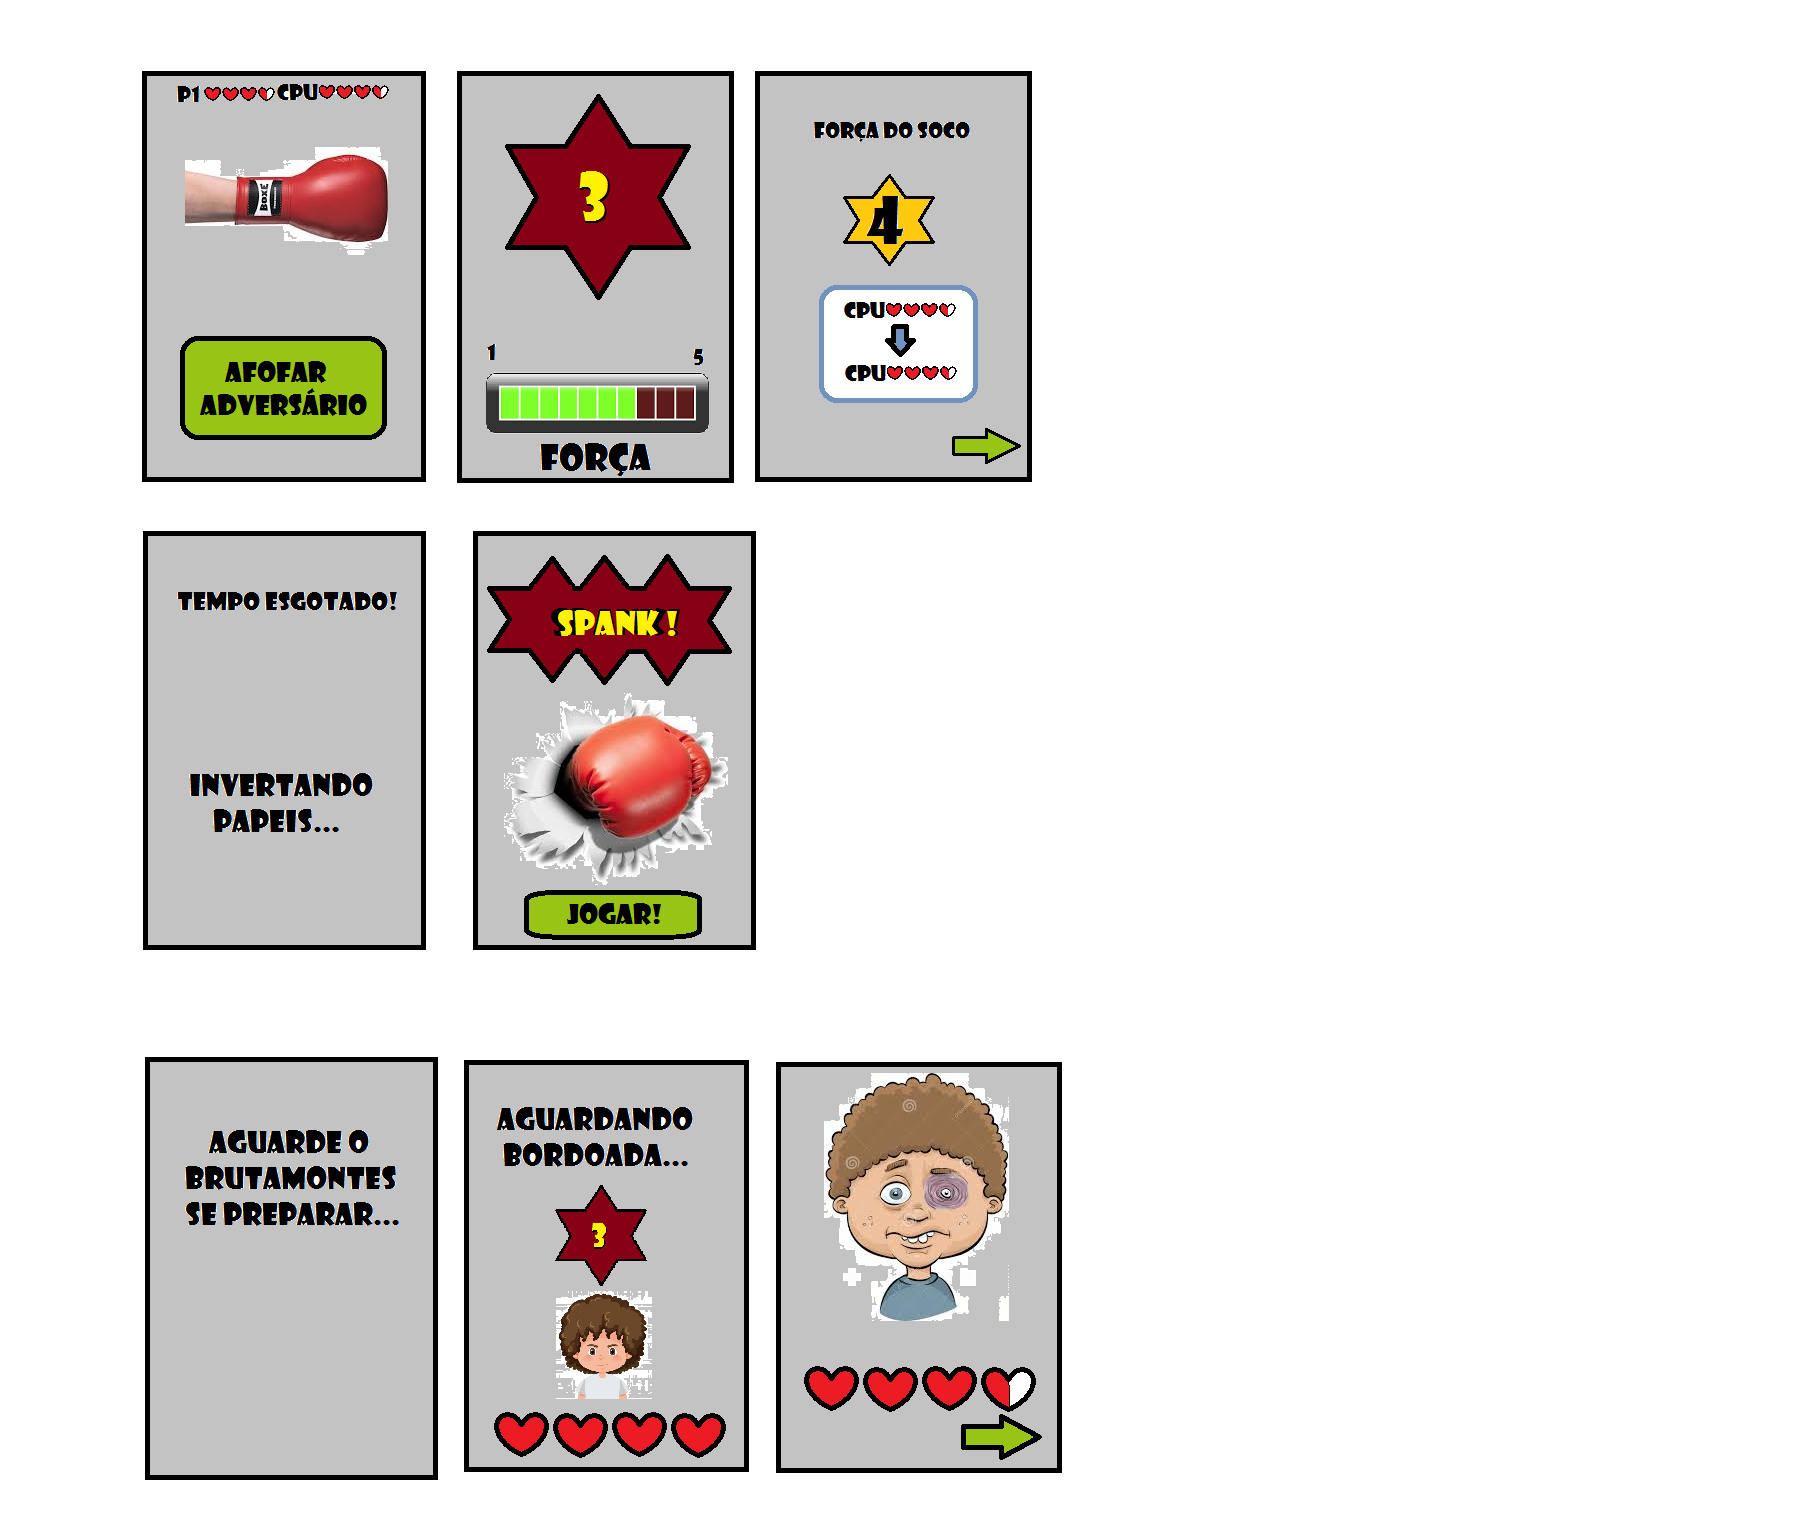 P1 CPU
BOXE
AFOFAR
ADVERSÁRIO
3
1 5
FORÇA
FORÇA DO SOCO
4
CPU
CPU
TEMPO ESGOTADO!
INVERTANDO
PAPEIS...
SPANK!
JOGAR!
AGUARDE O
BRUTAMONTES
SE PREPARAR...
AGUARDANDO
BORDOADA...
3